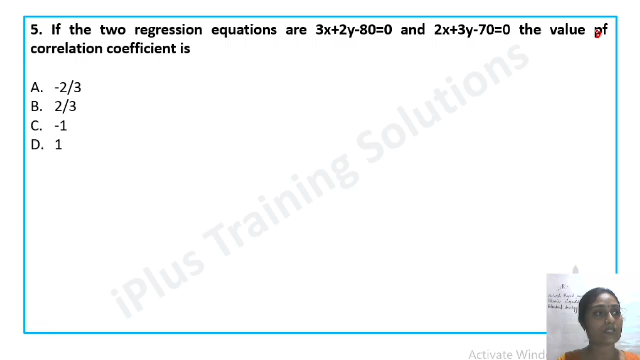 5. If the two regression equations are 3x+2y-80=0 and 2x+3y-70=0 the value of
correlation coefficient is
A. -2/3
B. 2/3
C. -1
D. 1
iPlus Training Solutions
Activate Window